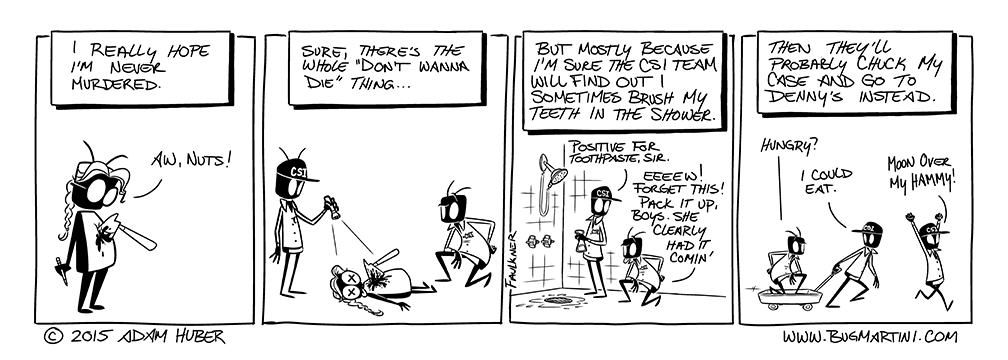 I REALLY HOPE
I'M NEVER
MURDERED.
AW, NUTS!
SURE, THERE'S THE
WHOLE "DON'T WANNA
DIE" THING...
CSI
BUT MOSTLY BECAUSE
I'M SURE THE CSI TEAM
WILL FIND OUT I
SOMETIMES BRUSH MY
TEETH IN THE SHOWER.
POSITIVE FOR
TOOTHPASTE, SIR.
EEEEW!
FORGET THIS!
PACK IT UP,
BOYS. SHE
CLEARLY
HAD IT
COMIN'
CSI
FAULKNER
THEN THEY'LL
PROBABLY CHUCK MY
CASE AND GO TO
DENNY'S INSTEAD.
HUNGRY?
I COULD
EAT.
MOON OVER
MY HAMMY!
CSI
CSI
© 2015 ADAM HUBER
WWW.BUGMARTINI.COM